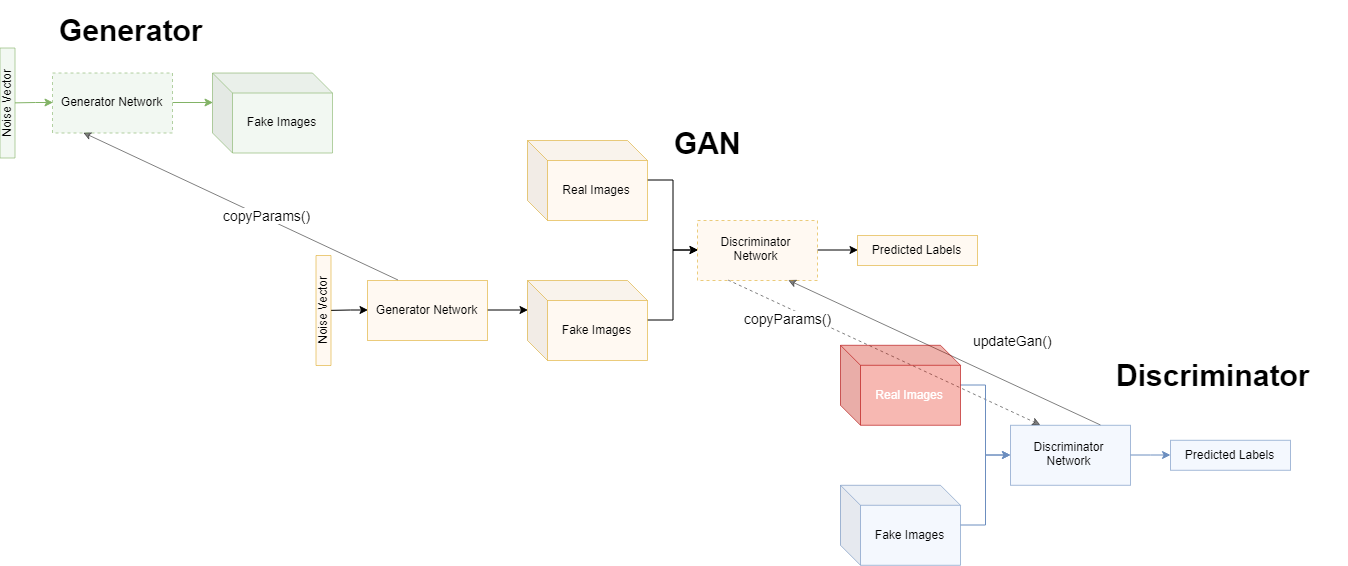 Generator
Noise Vector
Generator Network
Fake Images
copyParams()
GAN
Real Images
Noise Vector
Generator Network
Fake Images
Discriminator
Network
Predicted Labels
copyParams()
updateGan()
Discriminator
Real Images
Discriminator
Network
Predicted Labels
Fake Images